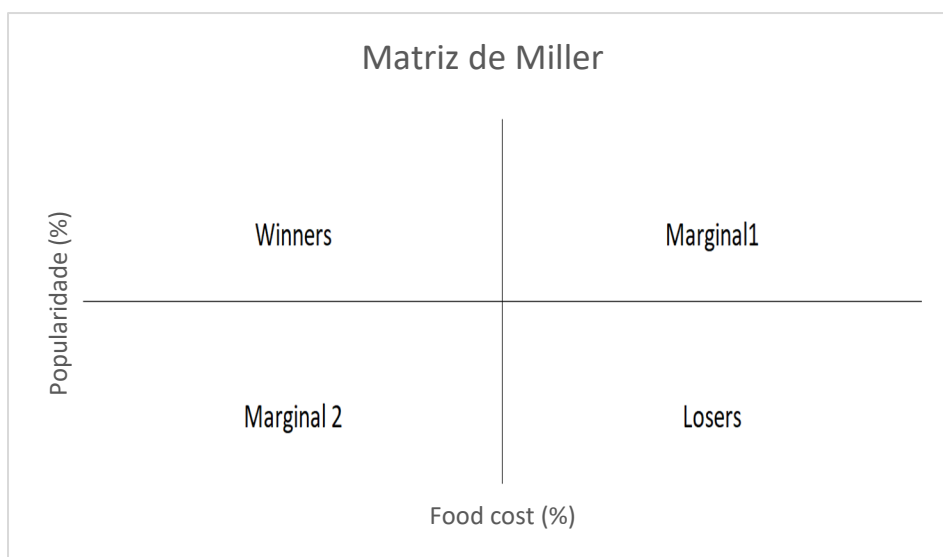 Matriz de Miller
Popularidade (%)
Winners
Marginal1
Marginal 2
Losers
Food cost (%)